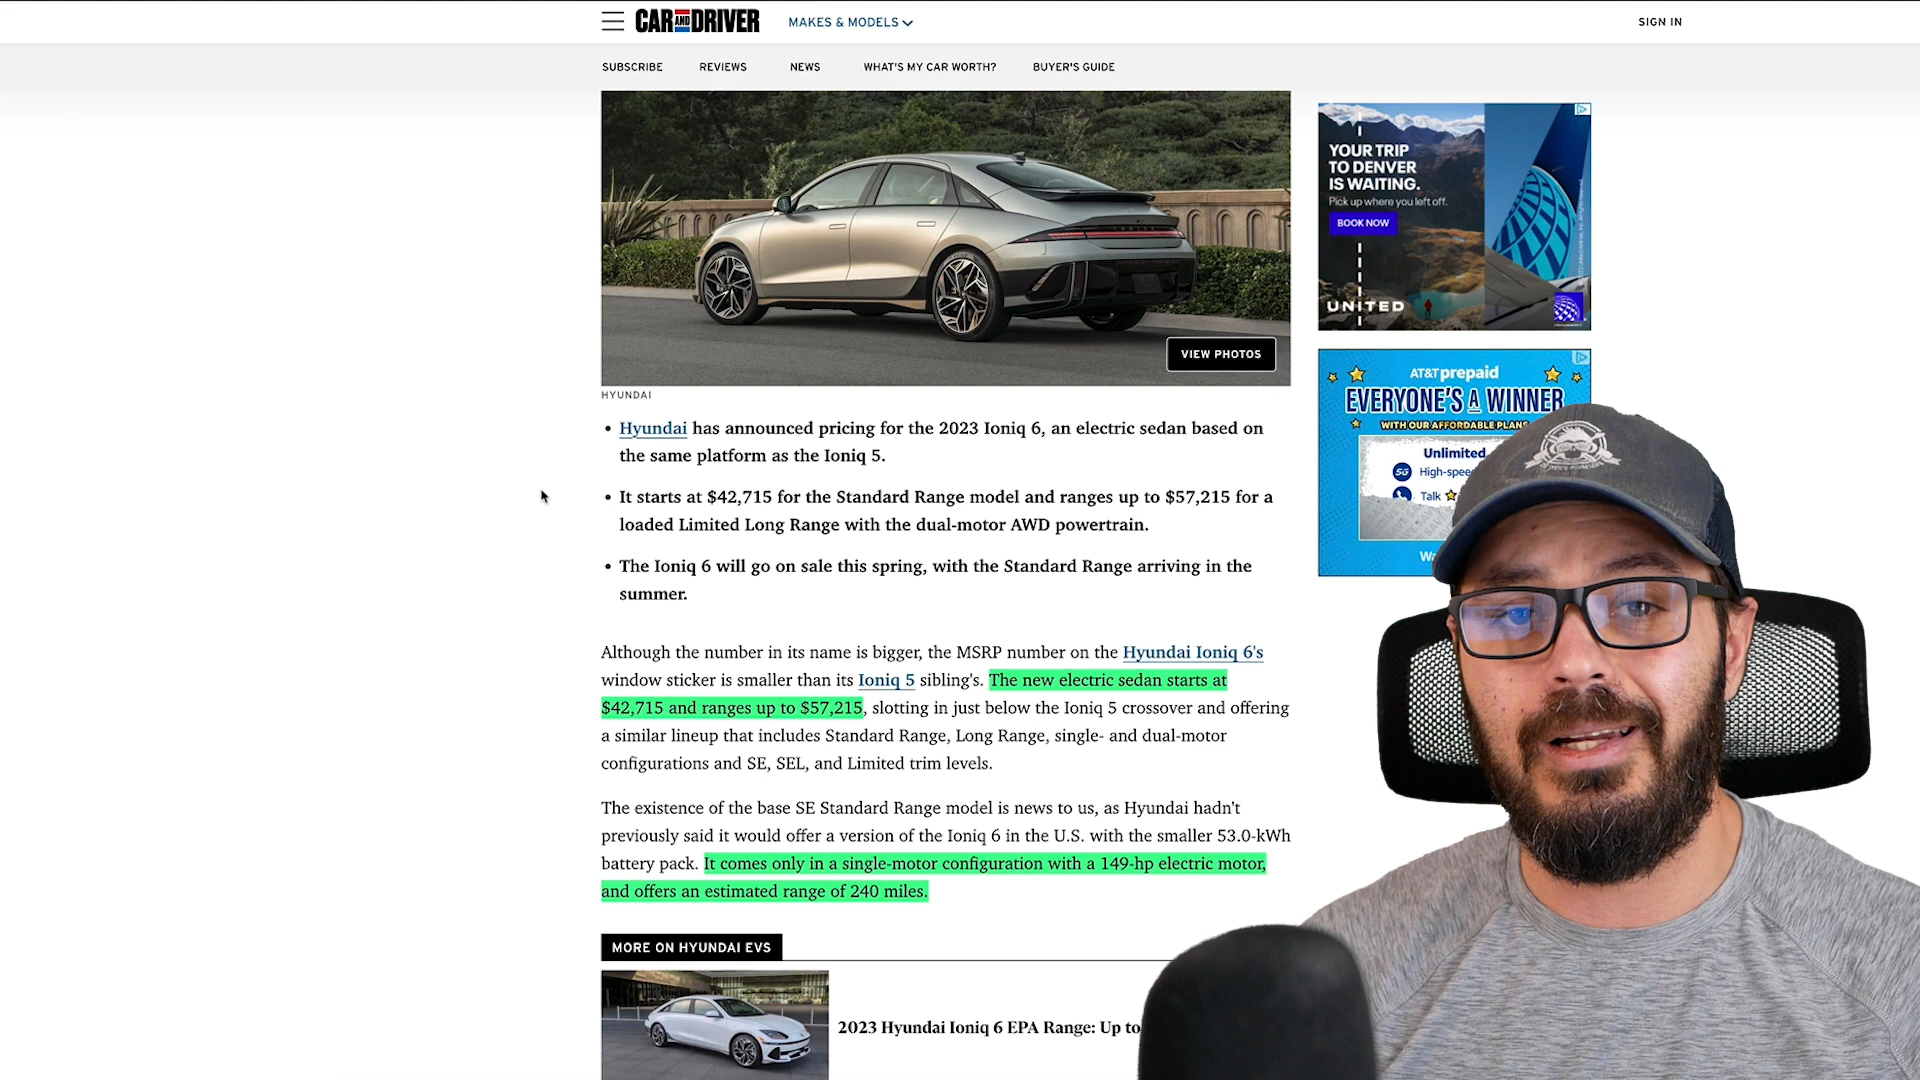 CAR AND DRIVER
MAKES & MODELS
SIGN IN
SUBSCRIBE
REVIEWS
NEWS
WHAT'S MY CAR WORTH?
BUYER'S GUIDE
YOUR TRIP
TO DENVER
IS WAITING.
Pick up where you left off.
BOOK NOW
UNITED
VIEW PHOTOS
HYUNDAI
AT&T prepaid
EVERYONE'S A WINNER
WITH OUR AFFORDABLE PLANS
Unlimited
5G High-speed
Talk
• Hyundai has announced pricing for the 2023 Ioniq 6, an electric sedan based on
the same platform as the Ioniq 5.
• It starts at $42,715 for the Standard Range model and ranges up to $57,215 for a
loaded Limited Long Range with the dual-motor AWD powertrain.
• The Ioniq 6 will go on sale this spring, with the Standard Range arriving in the
summer.
Although the number in its name is bigger, the MSRP number on the Hyundai Ioniq 6's
window sticker is smaller than its Ioniq 5 sibling's. The new electric sedan starts at
$42,715 and ranges up to $57,215, slotting in just below the Ioniq 5 crossover and offering
a similar lineup that includes Standard Range, Long Range, single- and dual-motor
configurations and SE, SEL, and Limited trim levels.
The existence of the base SE Standard Range model is news to us, as Hyundai hadn't
previously said it would offer a version of the Ioniq 6 in the U.S. with the smaller 53.0-kWh
battery pack. It comes only in a single-motor configuration with a 149-hp electric motor,
and offers an estimated range of 240 miles.
MORE ON HYUNDAI EVS
2023 Hyundai Ioniq 6 EPA Range: Up to